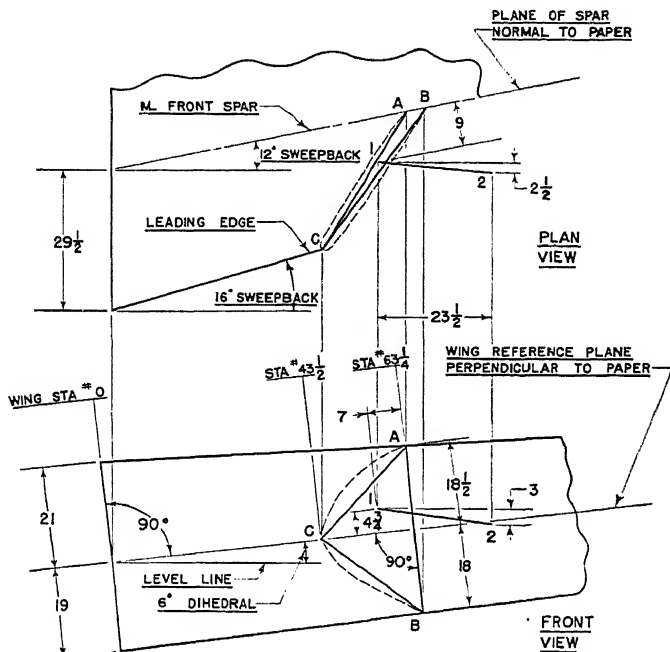 PLANE OF SPAR
NORMAL TO PAPER
M FRONT SPAR
A
B
12° SWEEPBACK
1
9
2
2 1/2
29 1/2
LEADING EDGE
C
PLAN
VIEW
16° SWEEPBACK
23 1/2
WING REFERENCE PLANE
PERPENDICULAR TO PAPER
STA #43 1/2
STA #63 1/4
WING STA #0
7
A
18 1/2
3
21
90°
1
4 3/4
2
C
90°
18
LEVEL LINE
6° DIHEDRAL
19
B
FRONT
VIEW